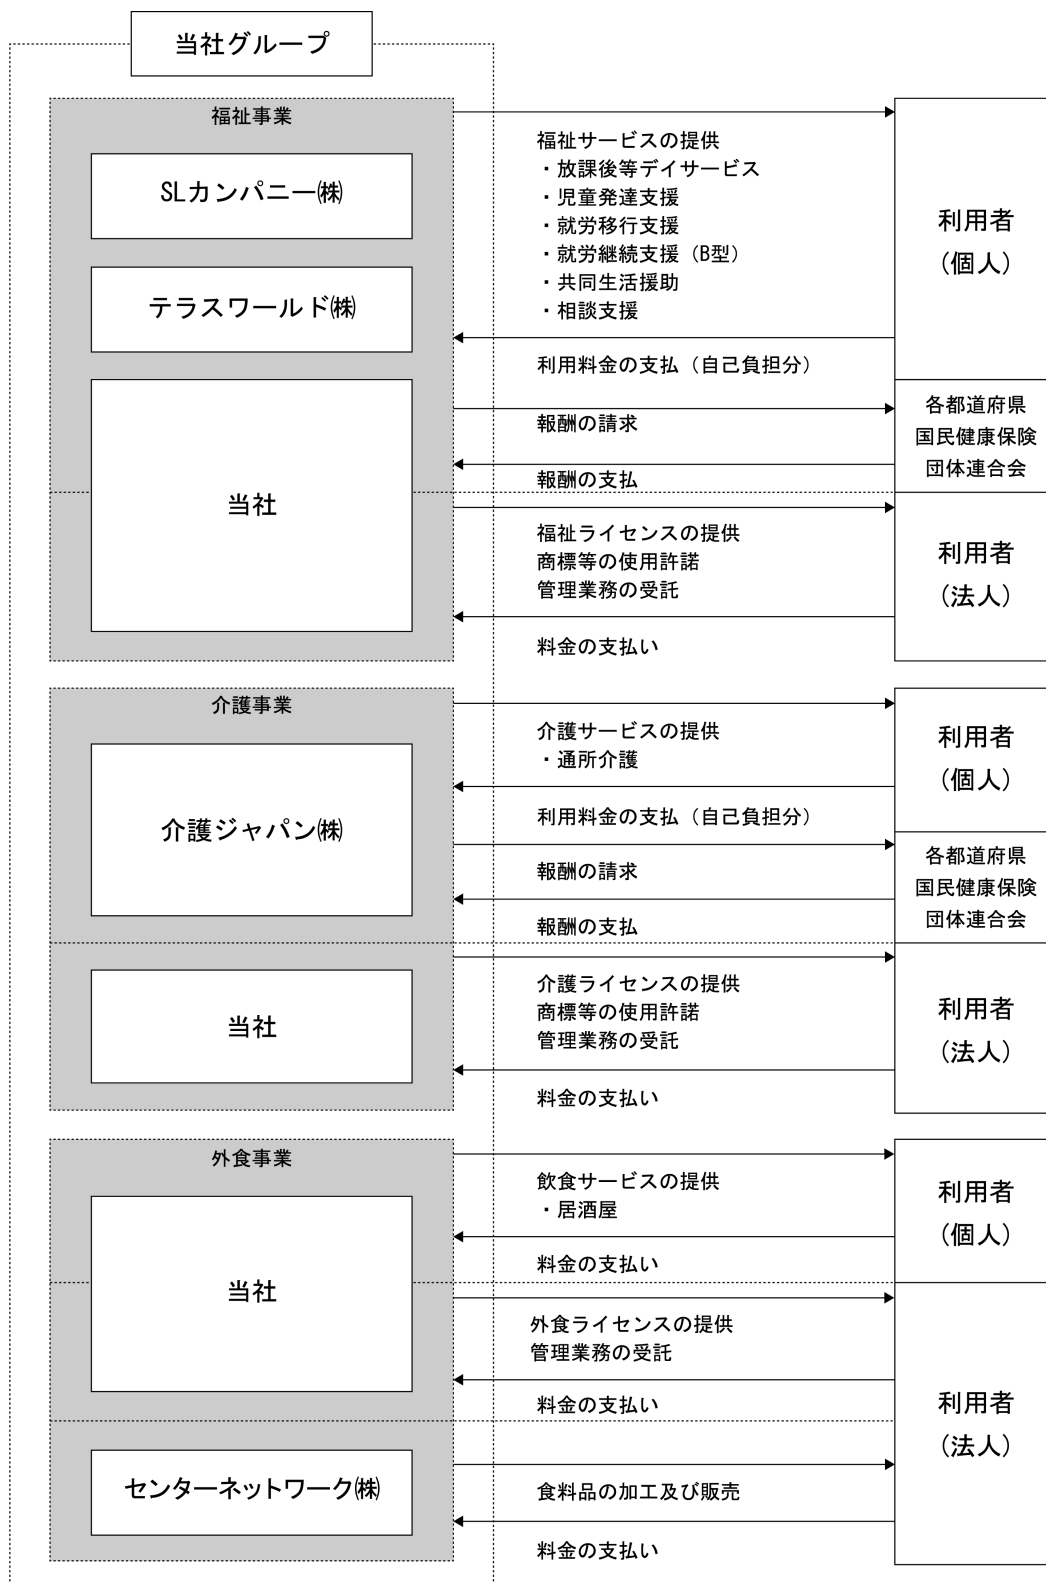 当社グループ
福祉事業
SLカンパニー㈱
テラスワールド㈱
当社
福祉サービスの提供
・放課後等デイサービス
・児童発達支援
・就労移行支援
・就労継続支援（B型）
・共同生活援助
・相談支援
利用料金の支払（自己負担分）
報酬の請求
報酬の支払
福祉ライセンスの提供
商標等の使用許諾
管理業務の受託
料金の支払い
利用者
（個人）
各都道府県
国民健康保険
団体連合会
利用者
（法人）
介護事業
介護ジャパン㈱
当社
介護サービスの提供
・通所介護
利用料金の支払（自己負担分）
報酬の請求
報酬の支払
介護ライセンスの提供
商標等の使用許諾
管理業務の受託
料金の支払い
利用者
（個人）
各都道府県
国民健康保険
団体連合会
利用者
（法人）
外食事業
当社
センターネットワーク㈱
飲食サービスの提供
・居酒屋
料金の支払い
外食ライセンスの提供
管理業務の受託
料金の支払い
食料品の加工及び販売
料金の支払い
利用者
（個人）
利用者
（法人）